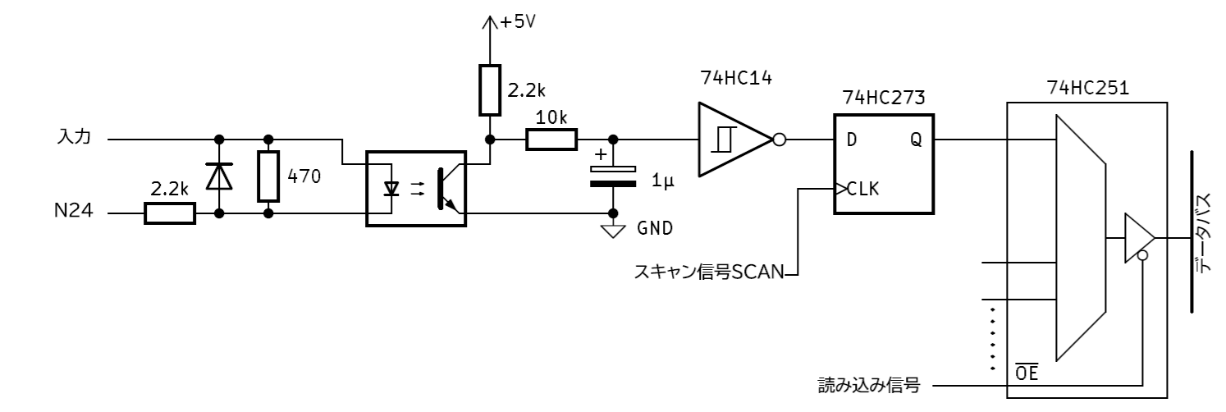 +5V
2.2k
10k
74HC14
74HC273
74HC251
入力
2.2k
470
N24
+
1μ
GND
D
Q
CLK
スキャン信号SCAN
データバス
OE
読み込み信号